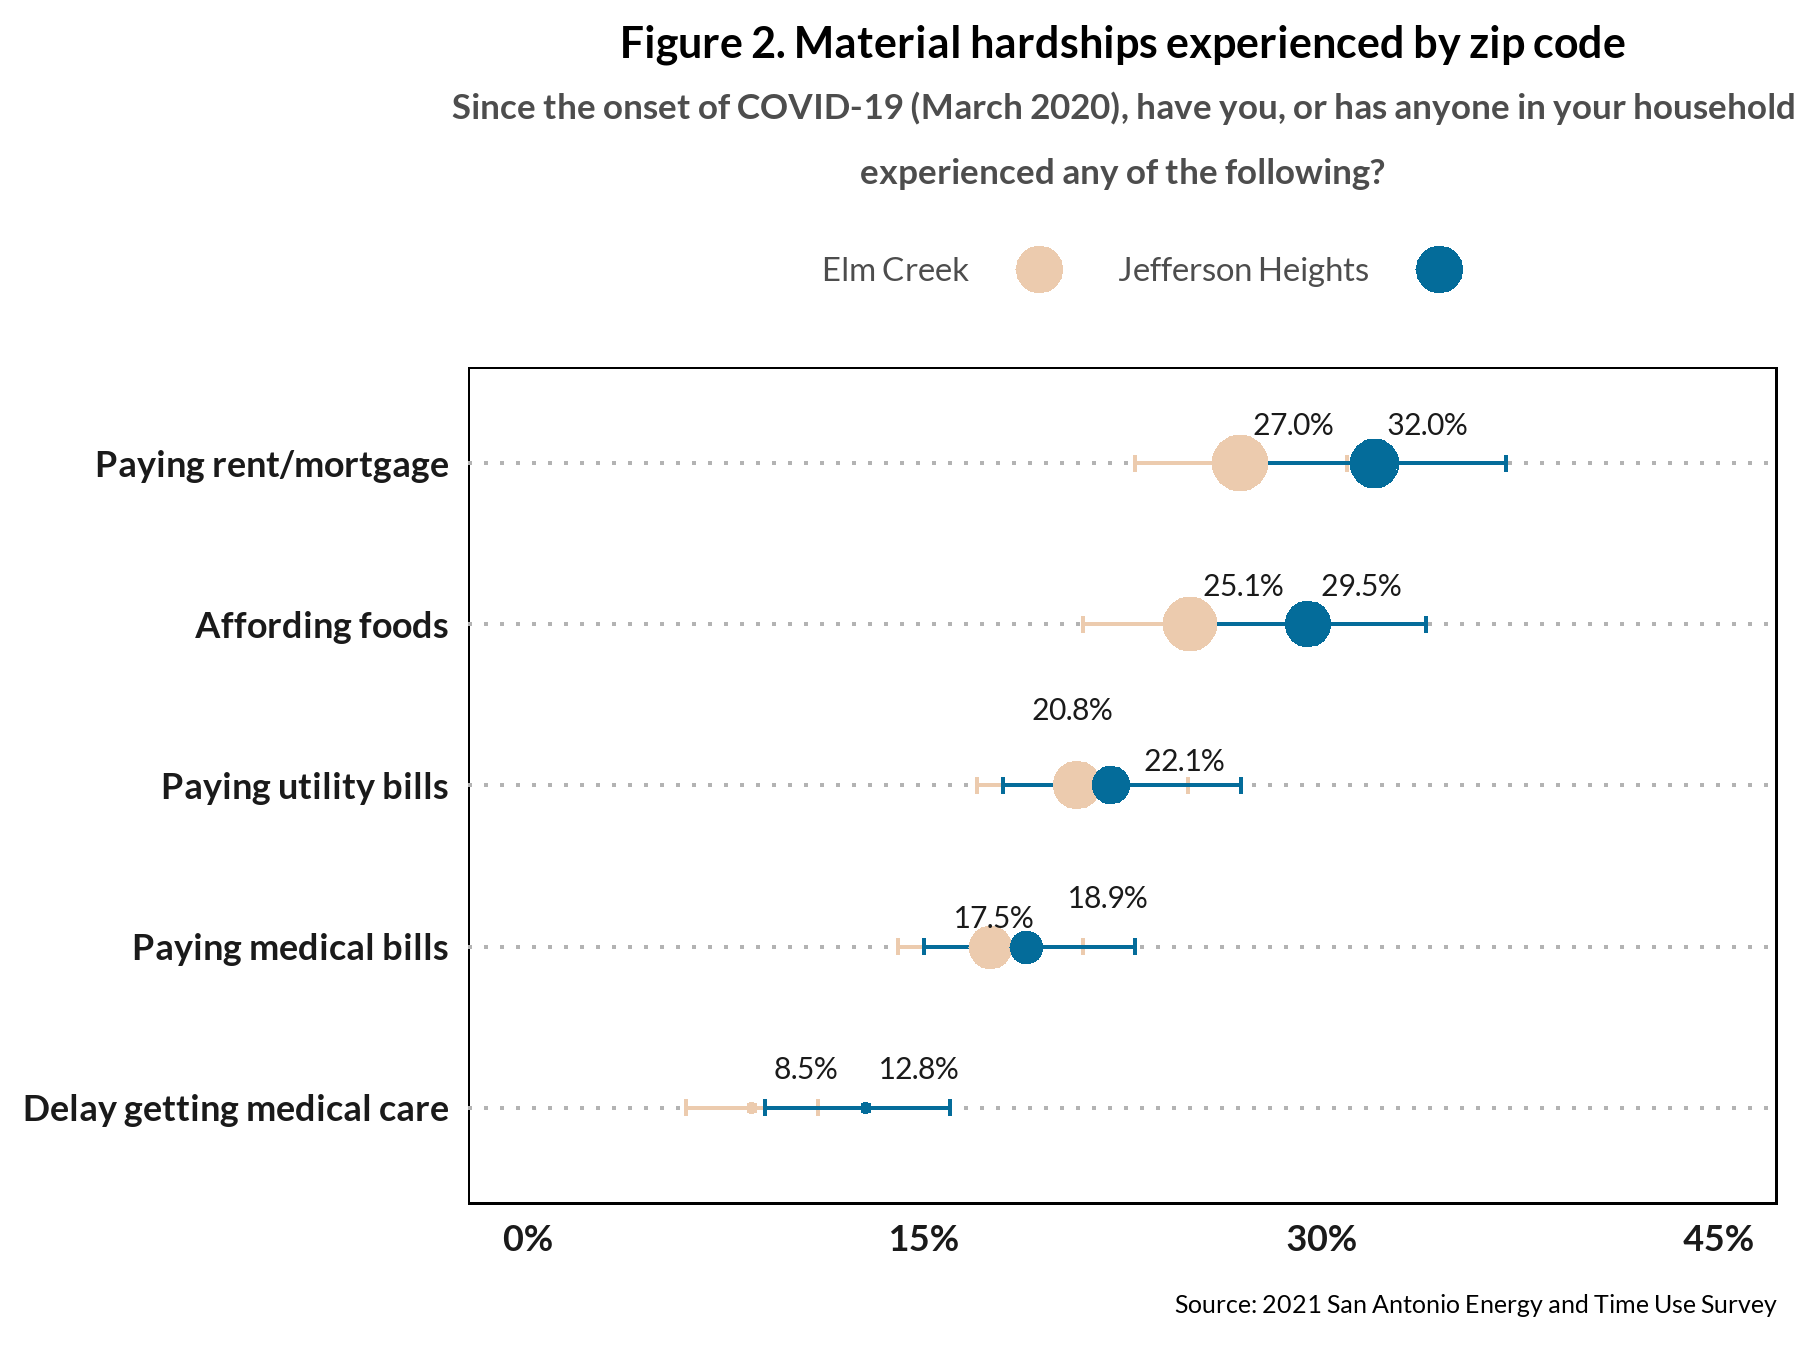 Figure 2. Material hardships experienced by zip code
Since the onset of COVID-19 (March 2020), have you, or has anyone in your household
experienced any of the following?
Elm Creek Jefferson Heights
27.0% 32.0%
Paying rent/mortgage
25.1% 29.5%
Affording foods
20.8%
22.1%
Paying utility bills
18.9%
17.5%
Paying medical bills
8.5% 12.8%
Delay getting medical care
0% 15% 30% 45%
Source: 2021 San Antonio Energy and Time Use Survey